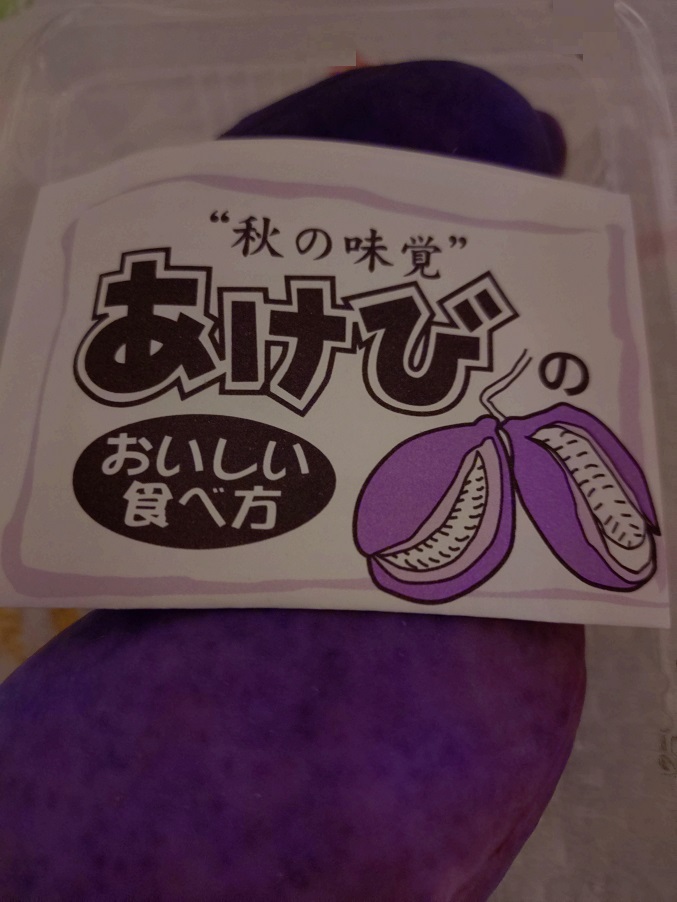 “秋の味覚”
あけびの
おいしい
食べ方